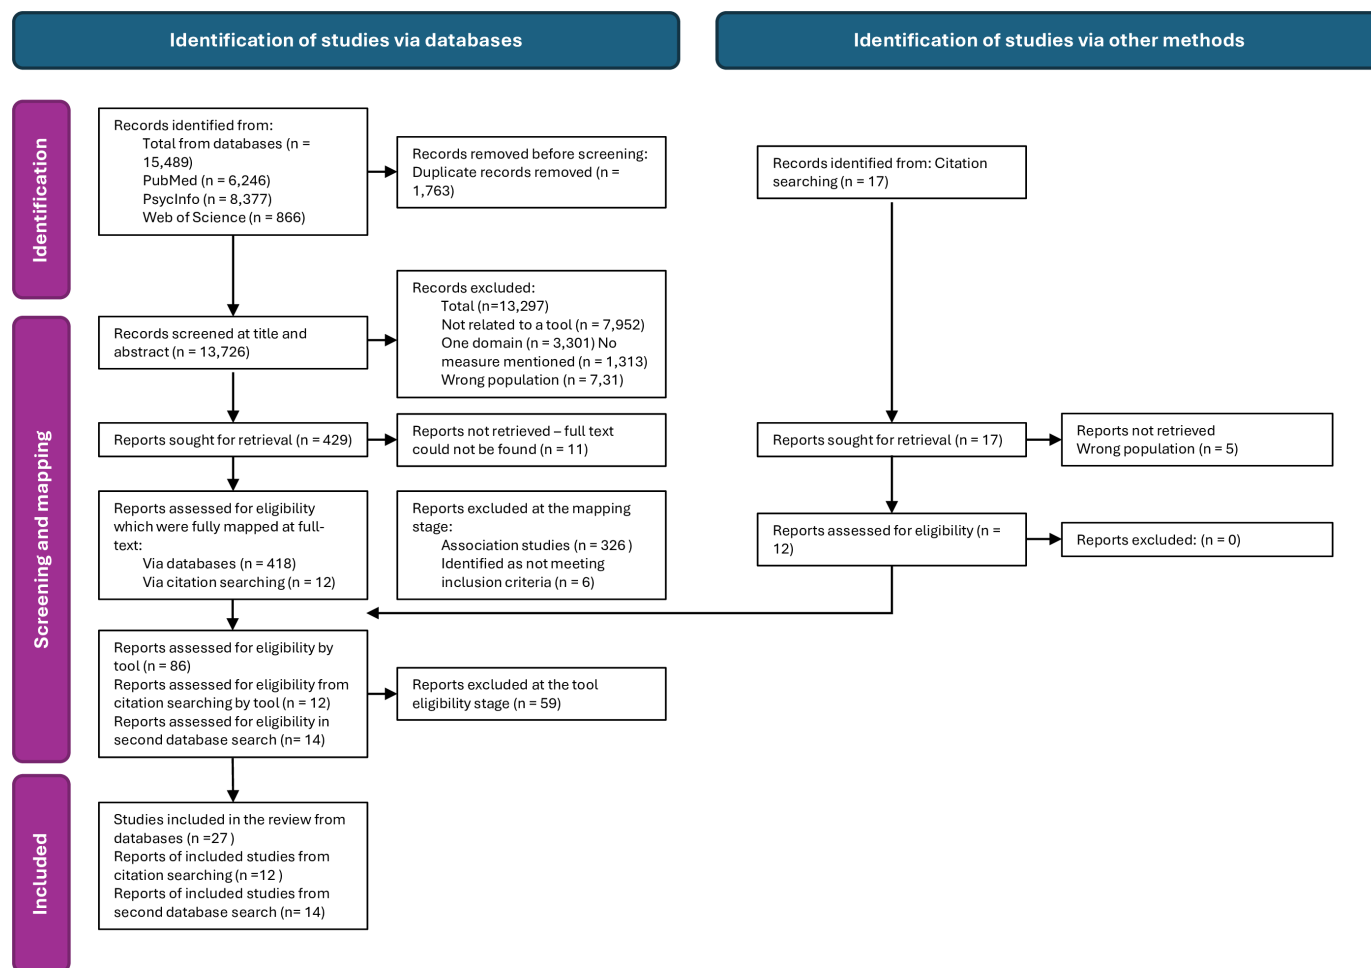 Identification of studies via databases
Identification of studies via other methods
Identification
Records identified from:
Total from databases (n =
15,489)
PubMed (n = 6,246)
PsycInfo (n = 8,377)
Web of Science (n = 866)
Records removed before screening:
Duplicate records removed (n =
1,763)
Records identified from: Citation
searching (n = 17)
Screening and mapping
Records screened at title and
abstract (n = 13,726)
Records excluded:
Total (n=13,297)
Not related to a tool (n = 7,952)
One domain (n = 3,301) No
measure mentioned (n = 1,313)
Wrong population (n = 7,31)
Reports sought for retrieval (n = 429)
Reports not retrieved – full text
could not be found (n = 11)
Reports sought for retrieval (n = 17)
Reports not retrieved
Wrong population (n = 5)
Reports assessed for eligibility
which were fully mapped at full-
text:
Via databases (n = 418)
Via citation searching (n = 12)
Reports excluded at the mapping
stage:
Association studies (n = 326 )
Identified as not meeting
inclusion criteria (n = 6)
Reports assessed for eligibility (n =
12)
Reports excluded: (n = 0)
Reports assessed for eligibility by
tool (n = 86)
Reports assessed for eligibility from
citation searching by tool (n = 12)
Reports assessed for eligibility in
second database search (n= 14)
Reports excluded at the tool
eligibility stage (n = 59)
Included
Studies included in the review from
databases (n =27 )
Reports of included studies from
citation searching (n =12 )
Reports of included studies from
second database search (n= 14)